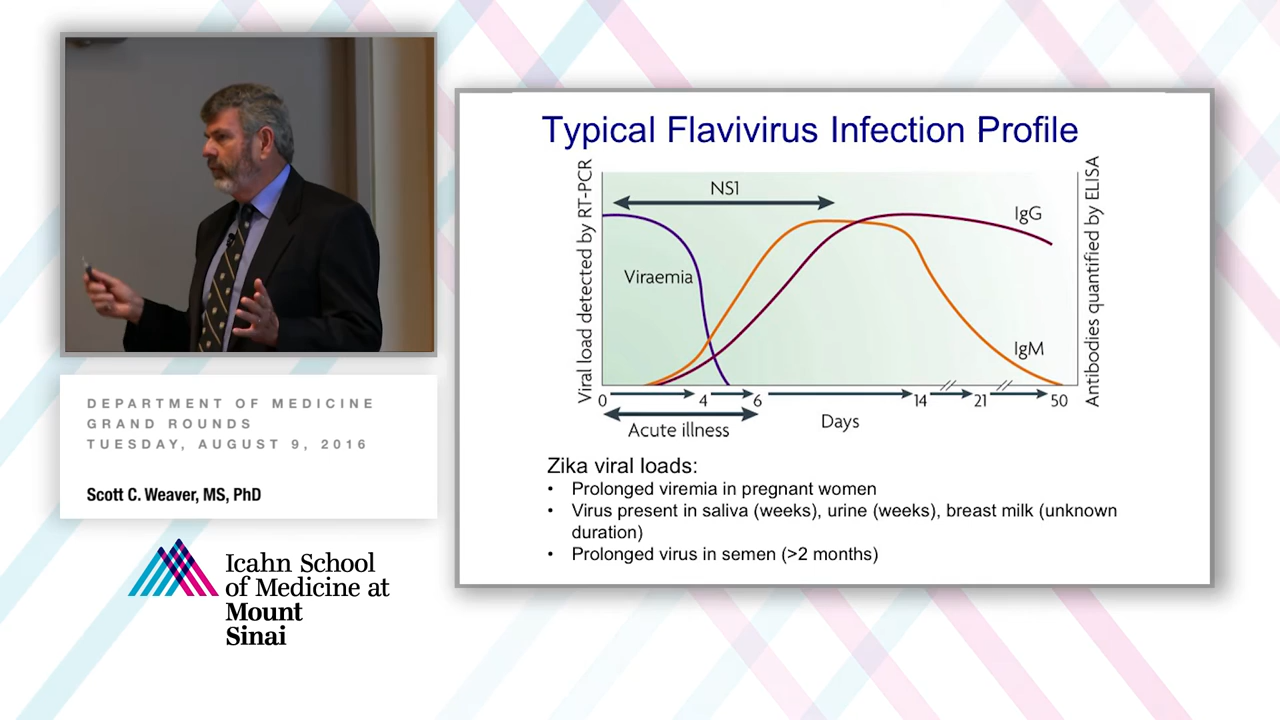 DEPARTMENT OF MEDICINE
GRAND ROUNDS
TUESDAY, AUGUST 9, 2016
Scott C. Weaver, MS, PhD
Icahn School
of Medicine at
Mount
Sinai
Typical Flavivirus Infection Profile
Viral load detected by RT-PCR
Antibodies quantified by ELISA
NS1
IgG
Viraemia
IgM
0 4 6 14 21 50
Acute illness
Days
Zika viral loads:
• Prolonged viremia in pregnant women
• Virus present in saliva (weeks), urine (weeks), breast milk (unknown
duration)
• Prolonged virus in semen (>2 months)